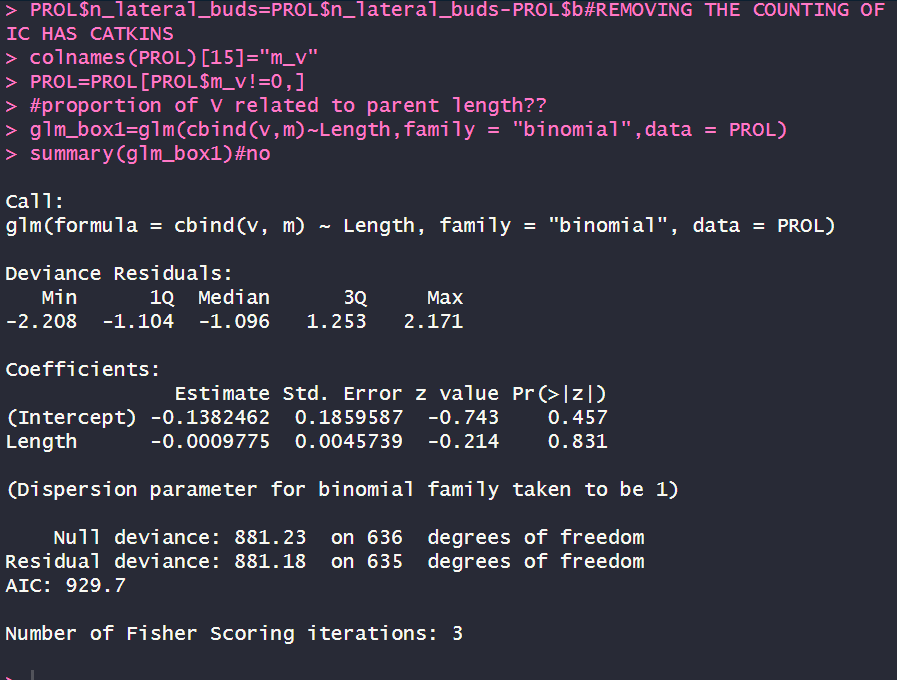 > PROL$n_lateral_buds=PROL$n_lateral_buds-PROL$b#REMOVING THE COUNTING OF
IC HAS CATKINS
> colnames(PROL)[15]="m_v"
> PROL=PROL[PROL$m_v!=0,]
> #proportion of V related to parent length??
> glm_box1=glm(cbind(v,m)~Length,family = "binomial",data = PROL)
> summary(glm_box1)#no
Call:
glm(formula = cbind(v, m) ~ Length, family = "binomial", data = PROL)
Deviance Residuals:
Min 1Q Median 3Q Max
-2.208 -1.104 -1.096 1.253 2.171
Coefficients:
Estimate Std. Error z value Pr(>|z|)
(Intercept) -0.1382462 0.1859587 -0.743 0.457
Length -0.0009775 0.0045739 -0.214 0.831
(Dispersion parameter for binomial family taken to be 1)
Null deviance: 881.23 on 636 degrees of freedom
Residual deviance: 881.18 on 635 degrees of freedom
AIC: 929.7
Number of Fisher Scoring iterations: 3
>